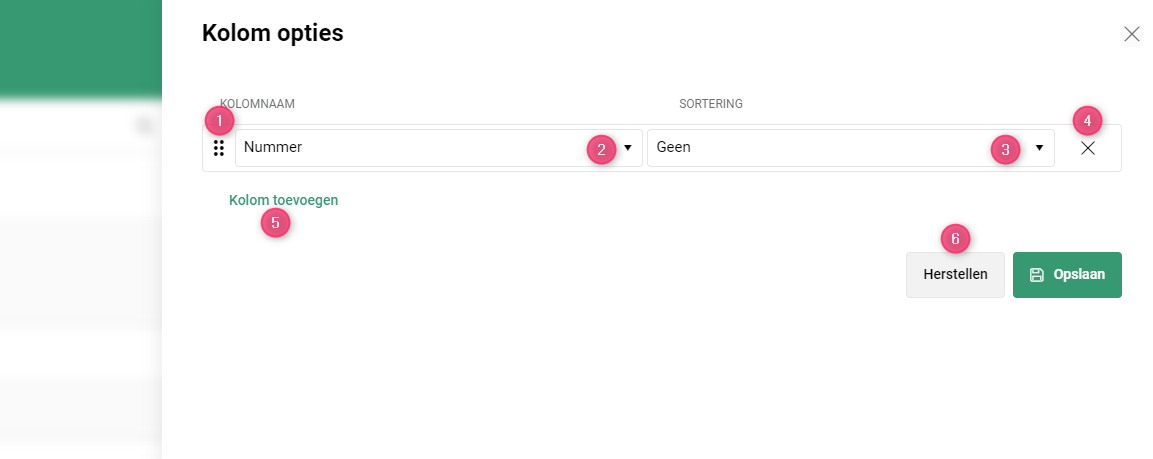 Kolom opties
KOLOMNAAM SORTERING
1 4
Nummer 2 Geen 3
Kolom toevoegen
5
6
Herstellen Opslaan